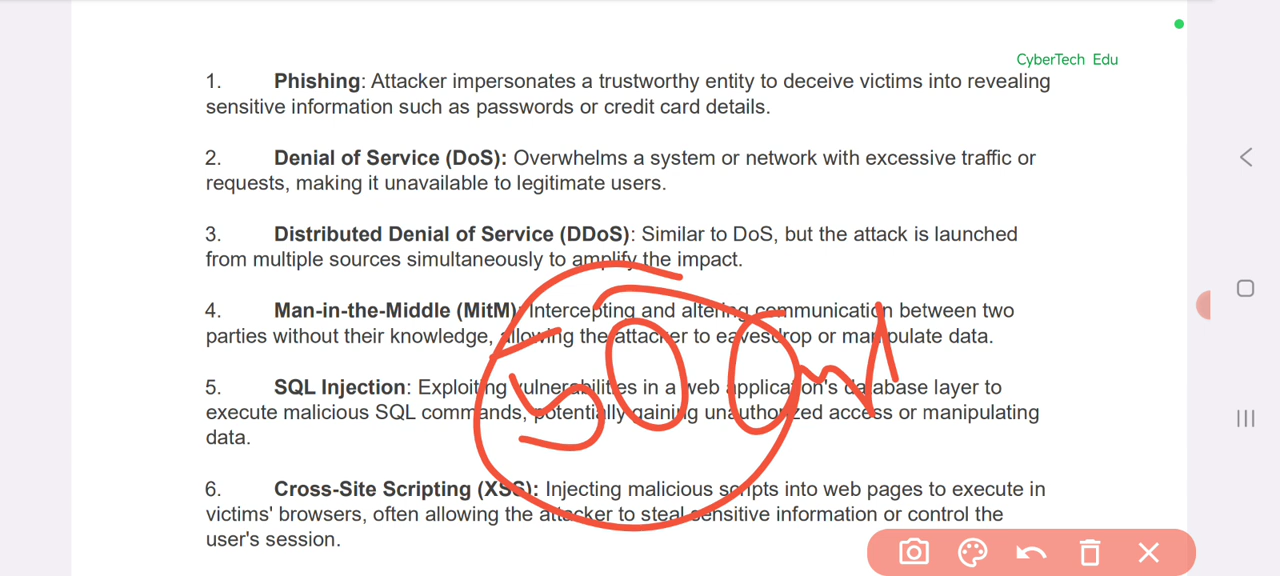 CyberTech Edu
1. Phishing: Attacker impersonates a trustworthy entity to deceive victims into revealing
sensitive information such as passwords or credit card details.
2. Denial of Service (DoS): Overwhelms a system or network with excessive traffic or
requests, making it unavailable to legitimate users.
3. Distributed Denial of Service (DDoS): Similar to DoS, but the attack is launched
from multiple sources simultaneously to amplify the impact.
4. Man-in-the-Middle (MitM): Intercepting and altering communication between two
parties without their knowledge, allowing the attacker to eavesdrop or manipulate data.
5. SQL Injection: Exploiting vulnerabilities in a web application's database layer to
execute malicious SQL commands, potentially gaining unauthorized access or manipulating
data.
6. Cross-Site Scripting (XSS): Injecting malicious scripts into web pages to execute in
victims' browsers, often allowing the attacker to steal sensitive information or control the
user's session.